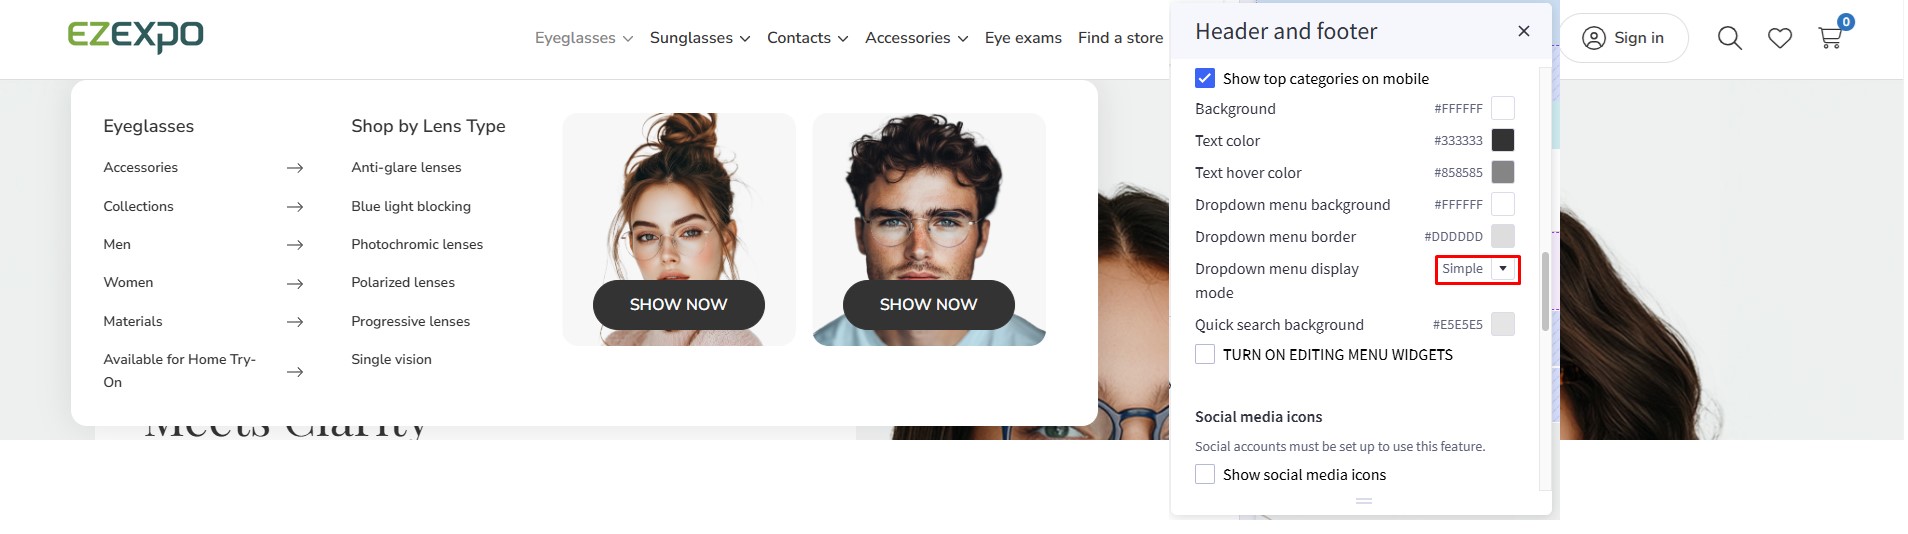 EZEXPO
Eyeglasses
Sunglasses
Contacts
Accessories
Eye exams
Find a store
Sign in
0
Eyeglasses
Accessories
Collections
Men
Women
Materials
Available for Home Try-
On
Shop by Lens Type
Anti-glare lenses
Blue light blocking
Photochromic lenses
Polarized lenses
Progressive lenses
Single vision
SHOW NOW
SHOW NOW
Meets Clarity
Header and footer
Show top categories on mobile
Background #FFFFFF
Text color #333333
Text hover color #858585
Dropdown menu background #FFFFFF
Dropdown menu border #DDDDDD
Dropdown menu display Simple
mode
Quick search background #E5E5E5
TURN ON EDITING MENU WIDGETS
Social media icons
Social accounts must be set up to use this feature.
Show social media icons